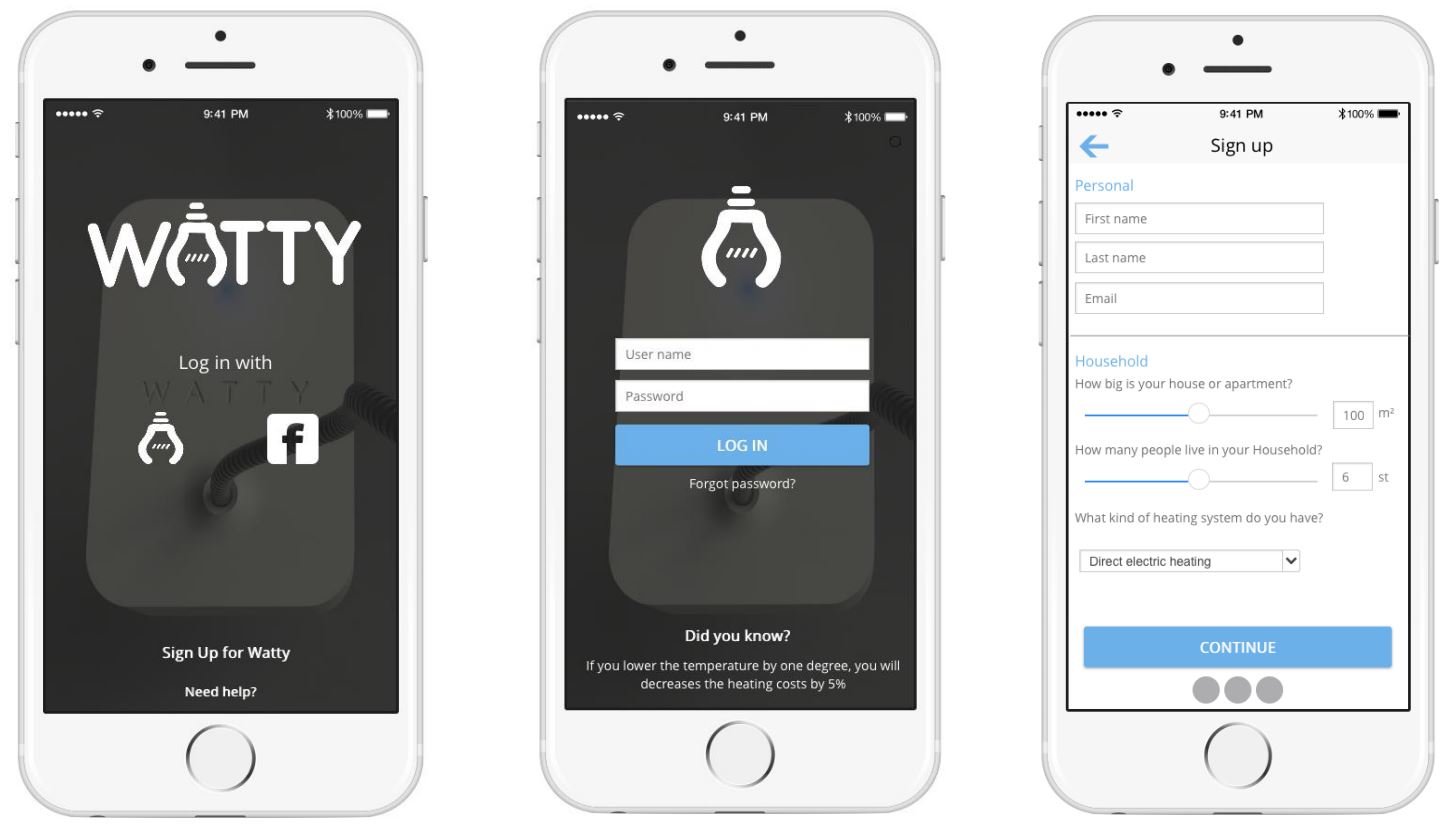 9:41 PM
100%
WATTY
Log in with
WATTY
f
Sign Up for Watty
Need help?
9:41 PM
100%
User name
Password
LOG IN
Forgot password?
Did you know?
If you lower the temperature by one degree, you will
decreases the heating costs by 5%
9:41 PM
100%
Sign up
Personal
First name
Last name
Email
Household
How big is your house or apartment?
100 m²
How many people live in your Household?
6 st
What kind of heating system do you have?
Direct electric heating
CONTINUE